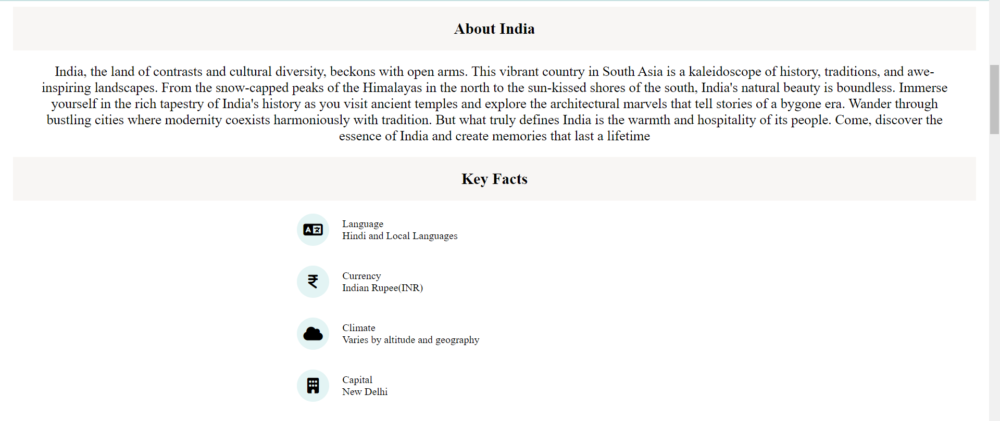 About India
India, the land of contrasts and cultural diversity, beckons with open arms. This vibrant country in South Asia is a kaleidoscope of history, traditions, and awe-
inspiring landscapes. From the snow-capped peaks of the Himalayas in the north to the sun-kissed shores of the south, India's natural beauty is boundless. Immerse
yourself in the rich tapestry of India's history as you visit ancient temples and explore the architectural marvels that tell stories of a bygone era. Wander through
bustling cities where modernity coexists harmoniously with tradition. But what truly defines India is the warmth and hospitality of its people. Come, discover the
essence of India and create memories that last a lifetime
Key Facts
A文
Language
Hindi and Local Languages
₹
Currency
Indian Rupee(INR)
Climate
Varies by altitude and geography
Capital
New Delhi